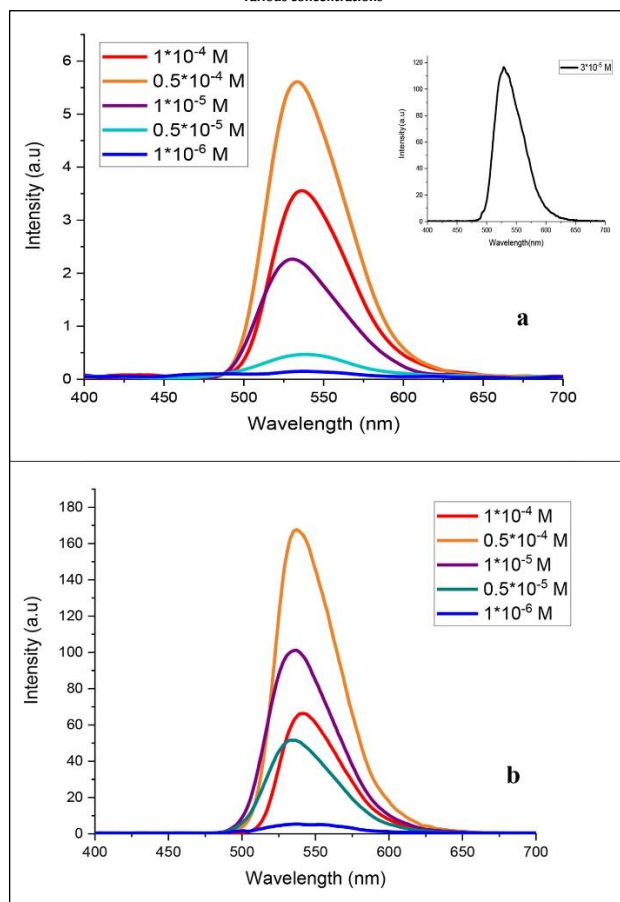 various concentrations
6
5
4
3
2
1
0
Intensity (a.u)
1*10-4 M
0.5*10-4 M
1*10-5 M
0.5*10-5 M
1*10-6 M
120
100
80
60
40
20
0
Intensity(a.u)
3*10-5 M
400 450 500 550 600 650 700
Wavelength(nm)
a
400 450 500 550 600 650 700
Wavelength (nm)
180
160
140
120
100
80
60
40
20
0
Intensity (a.u)
1*10-4 M
0.5*10-4 M
1*10-5 M
0.5*10-5 M
1*10-6 M
b
400 450 500 550 600 650 700
Wavelength (nm)